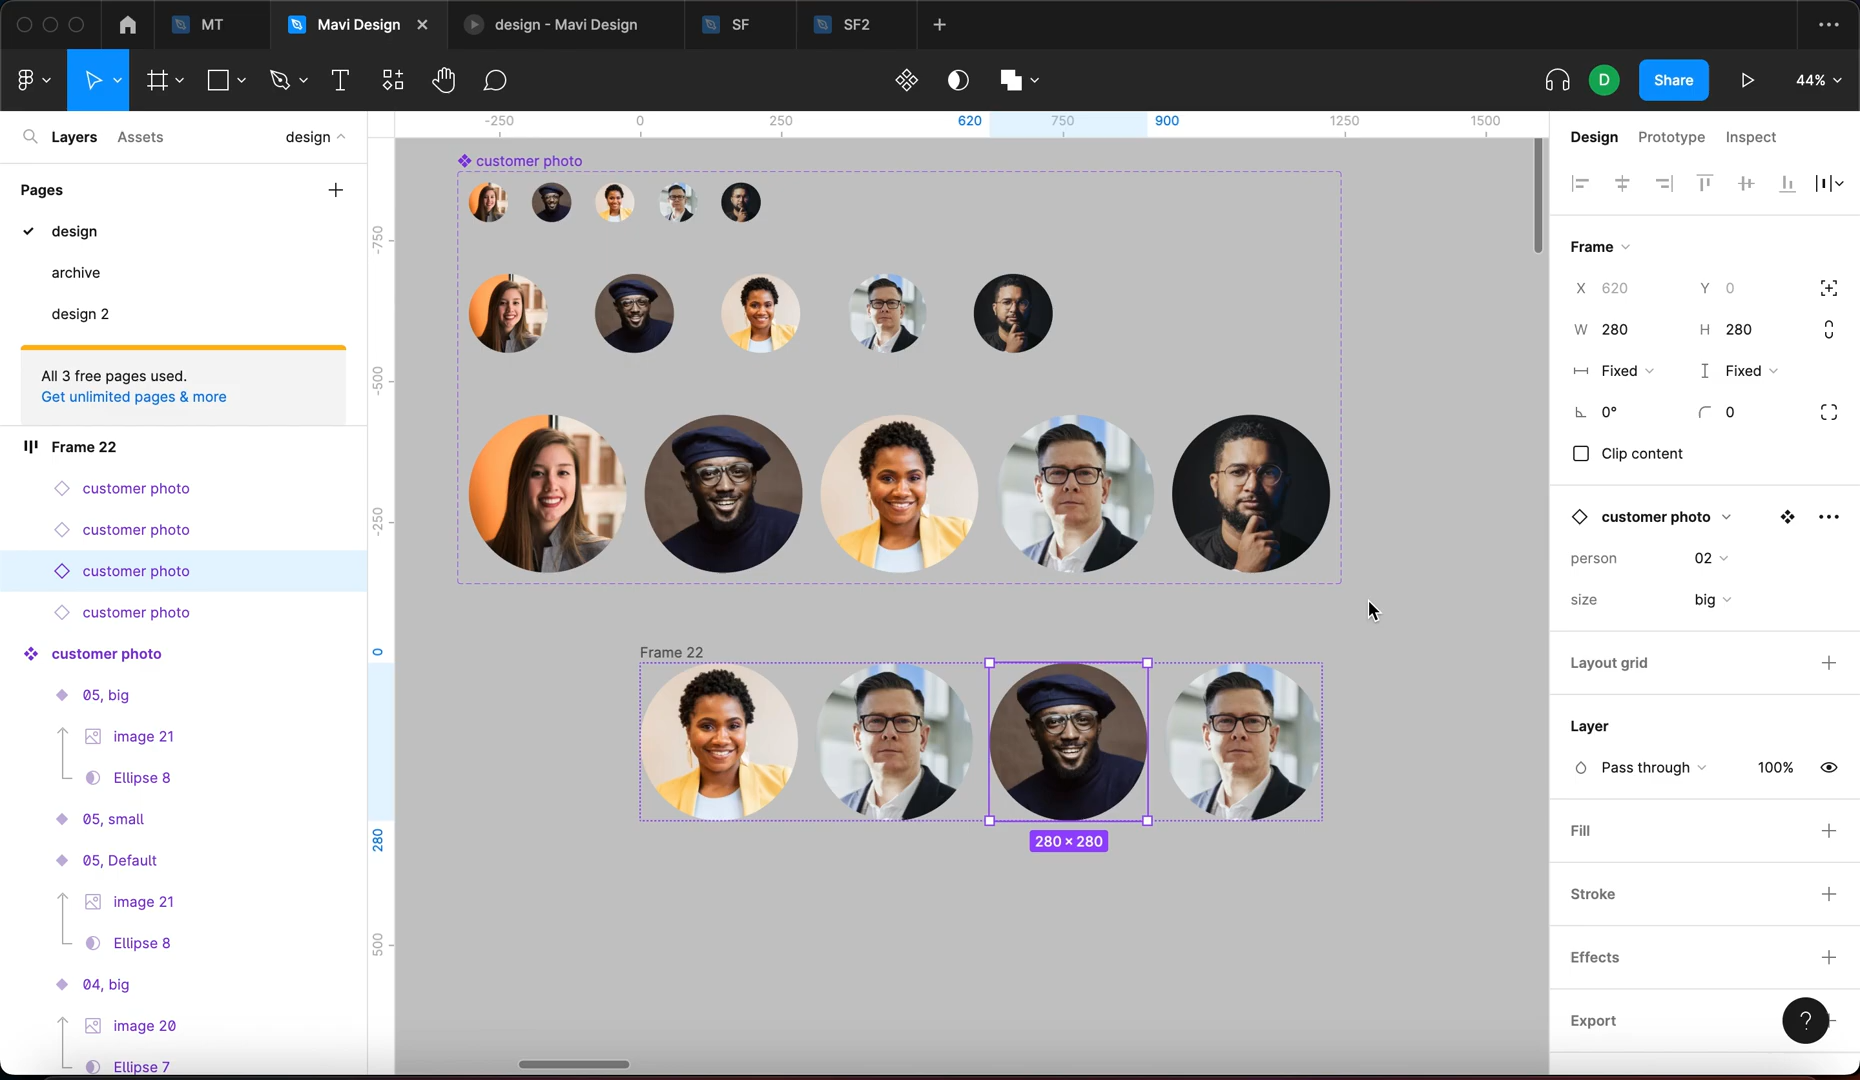 MT
Mavi Design
design - Mavi Design
SF
SF2
D
Share
44%
Layers
Assets
design
Pages
design
archive
design 2
All 3 free pages used.
Get unlimited pages & more
Frame 22
customer photo
customer photo
customer photo
customer photo
customer photo
05, big
image 21
Ellipse 8
05, small
05, Default
image 21
Ellipse 8
04, big
image 20
Ellipse 7
-250
0
250
620
750
900
1250
1500
-750
-500
-250
0
280
500
customer photo
Frame 22
280 × 280
Design
Prototype
Inspect
Frame
X 620
Y 0
W 280
H 280
Fixed
Fixed
0°
0
Clip content
customer photo
person 02
size big
Layout grid
Layer
Pass through 100%
Fill
Stroke
Effects
Export
?